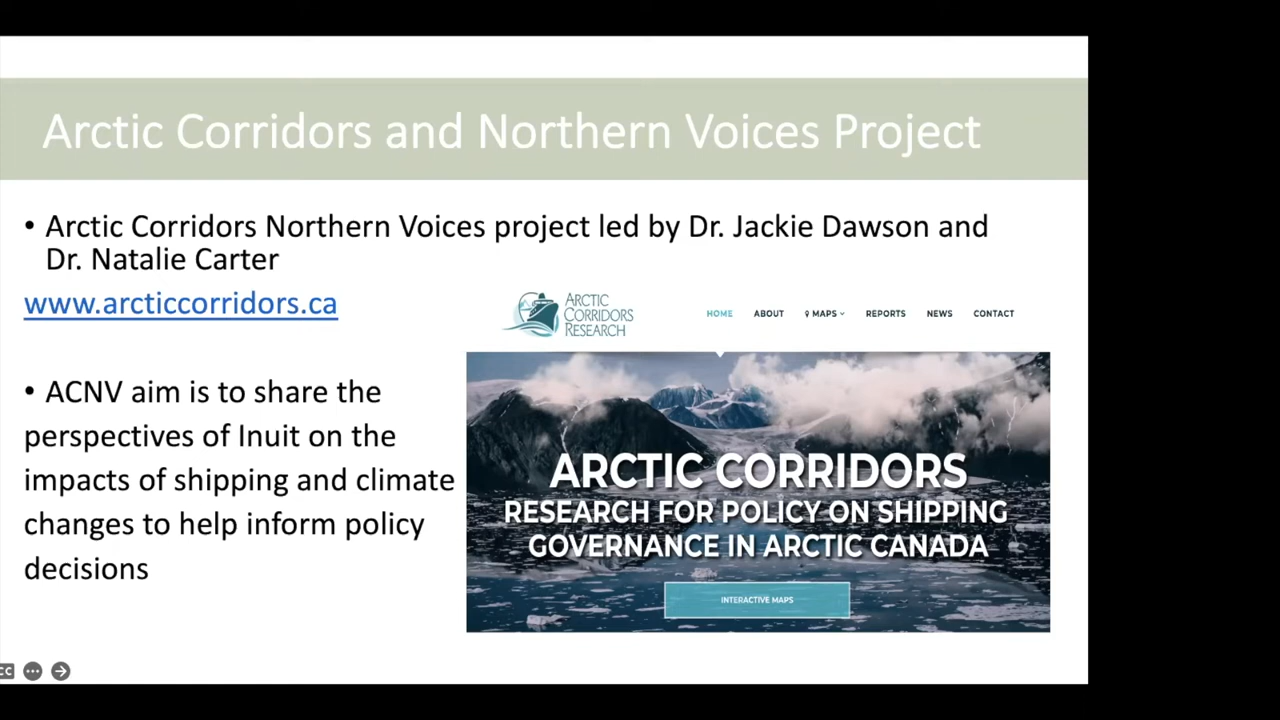 Arctic Corridors and Northern Voices Project
• Arctic Corridors Northern Voices project led by Dr. Jackie Dawson and
Dr. Natalie Carter
www.arcticcorridors.ca
ARCTIC
CORRIDORS
RESEARCH
HOME ABOUT MAPS REPORTS NEWS CONTACT
• ACNV aim is to share the
perspectives of Inuit on the
impacts of shipping and climate
changes to help inform policy
decisions
ARCTIC CORRIDORS
RESEARCH FOR POLICY ON SHIPPING
GOVERNANCE IN ARCTIC CANADA
INTERACTIVE MAPS
CC